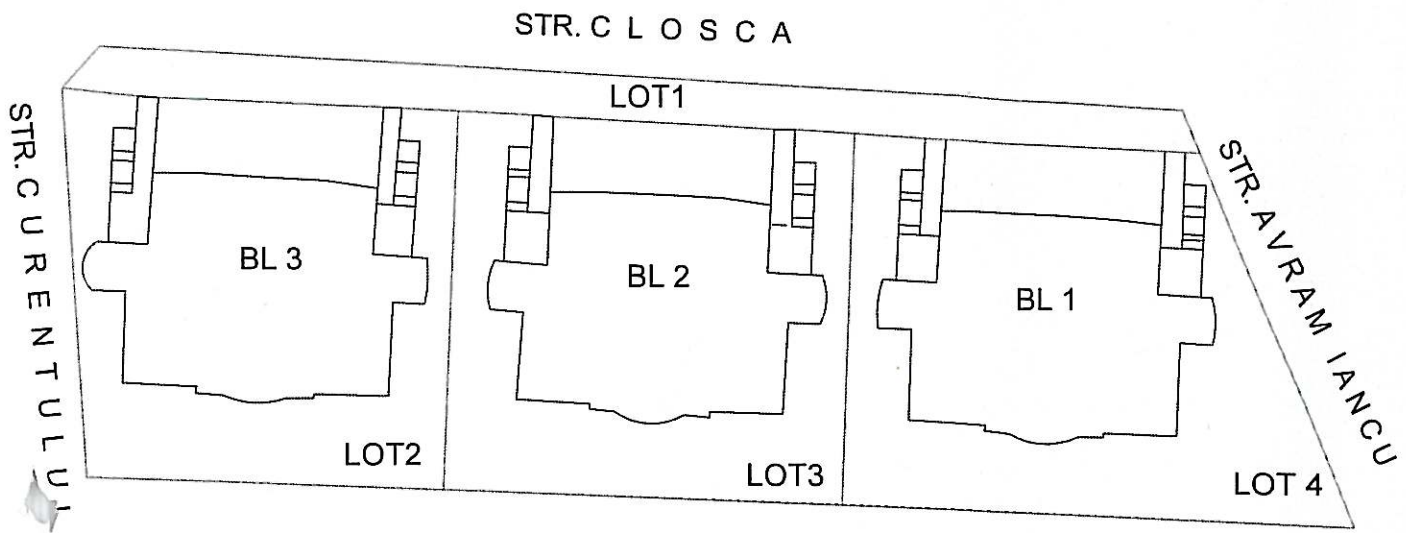 STR. C L O S C A
LOT1
STR. C U R E N T U L U I
STR. A V R A M I A N C U
BL 3
BL 2
BL 1
LOT2
LOT3
LOT 4